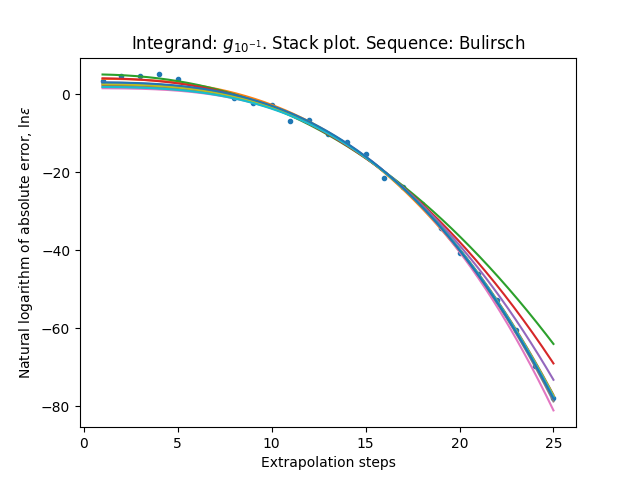 Integrand: $g_{10^{-1}}$. Stack plot. Sequence: Bulirsch
Natural logarithm of absolute error, lnε
0
−20
−40
−60
−80
0 5 10 15 20 25
Extrapolation steps